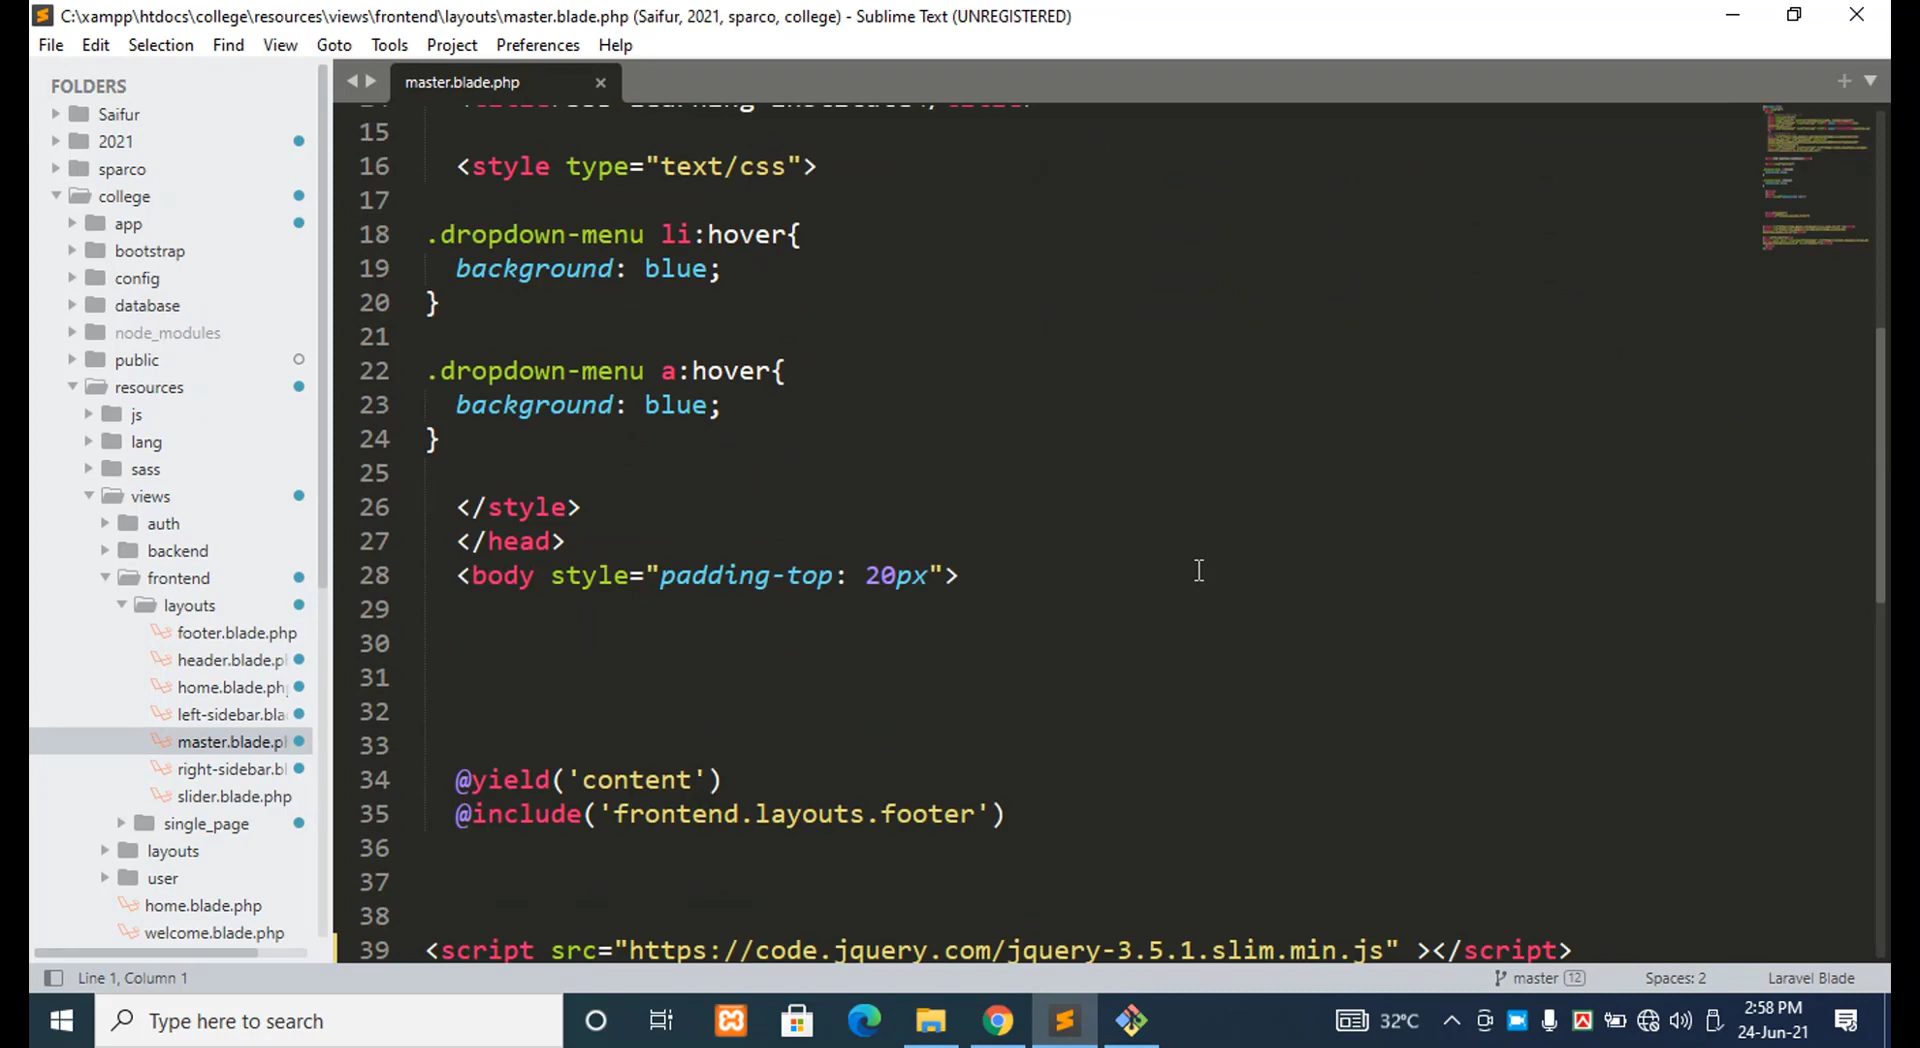 C:\xampp\htdocs\college\resources\views\frontend\layouts\master.blade.php (Saifur, 2021, sparco, college) - Sublime Text (UNREGISTERED)
File Edit Selection Find View Goto Tools Project Preferences Help
FOLDERS
Saifur
2021
sparco
college
app
bootstrap
config
database
node_modules
public
resources
js
lang
sass
views
auth
backend
frontend
layouts
footer.blade.php
header.blade.pl
home.blade.php
left-sidebar.bla
master.blade.pl
right-sidebar.bl
slider.blade.php
single_page
layouts
user
home.blade.php
welcome.blade.php
master.blade.php
15
16 <style type="text/css">
17
18 .dropdown-menu li:hover{
19 background: blue;
20 }
21
22 .dropdown-menu a:hover{
23 background: blue;
24 }
25
26 </style>
27 </head>
28 <body style="padding-top: 20px">
29
30
31
32
33
34 @yield('content')
35 @include('frontend.layouts.footer')
36
37
38
39 <script src="https://code.jquery.com/jquery-3.5.1.slim.min.js" ></script>
Line 1, Column 1
master 12
Spaces: 2
Laravel Blade
Type here to search
32°C
2:58 PM
24-Jun-21